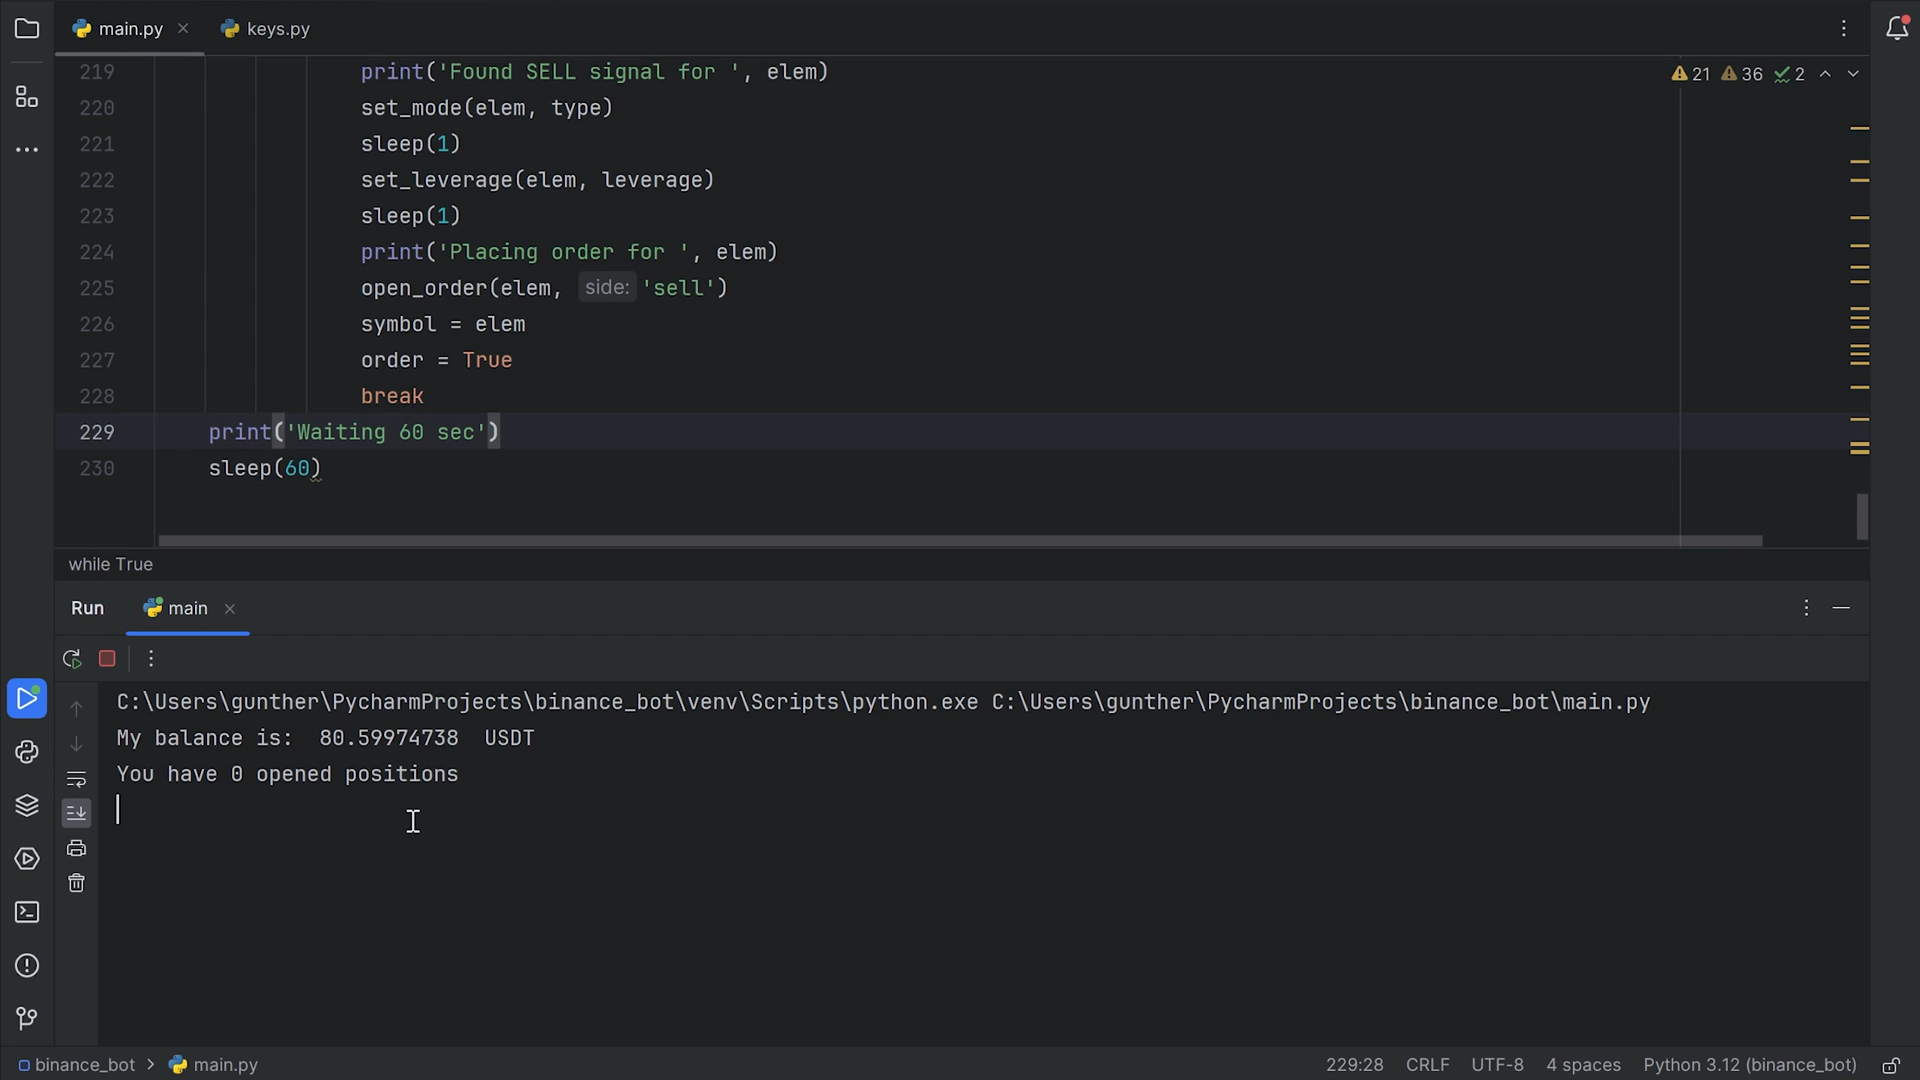 main.py
keys.py
219 print('Found SELL signal for ', elem)
21 36 2
220 set_mode(elem, type)
221 sleep(1)
222 set_leverage(elem, leverage)
223 sleep(1)
224 print('Placing order for ', elem)
225 open_order(elem, side: 'sell')
226 symbol = elem
227 order = True
228 break
229 print('Waiting 60 sec')
230 sleep(60)
while True
Run main
C:\Users\gunther\PycharmProjects\binance_bot\venv\Scripts\python.exe C:\Users\gunther\PycharmProjects\binance_bot\main.py
My balance is:  80.59974738  USDT
You have 0 opened positions
binance_bot > main.py
229:28 CRLF UTF-8 4 spaces Python 3.12 (binance_bot)